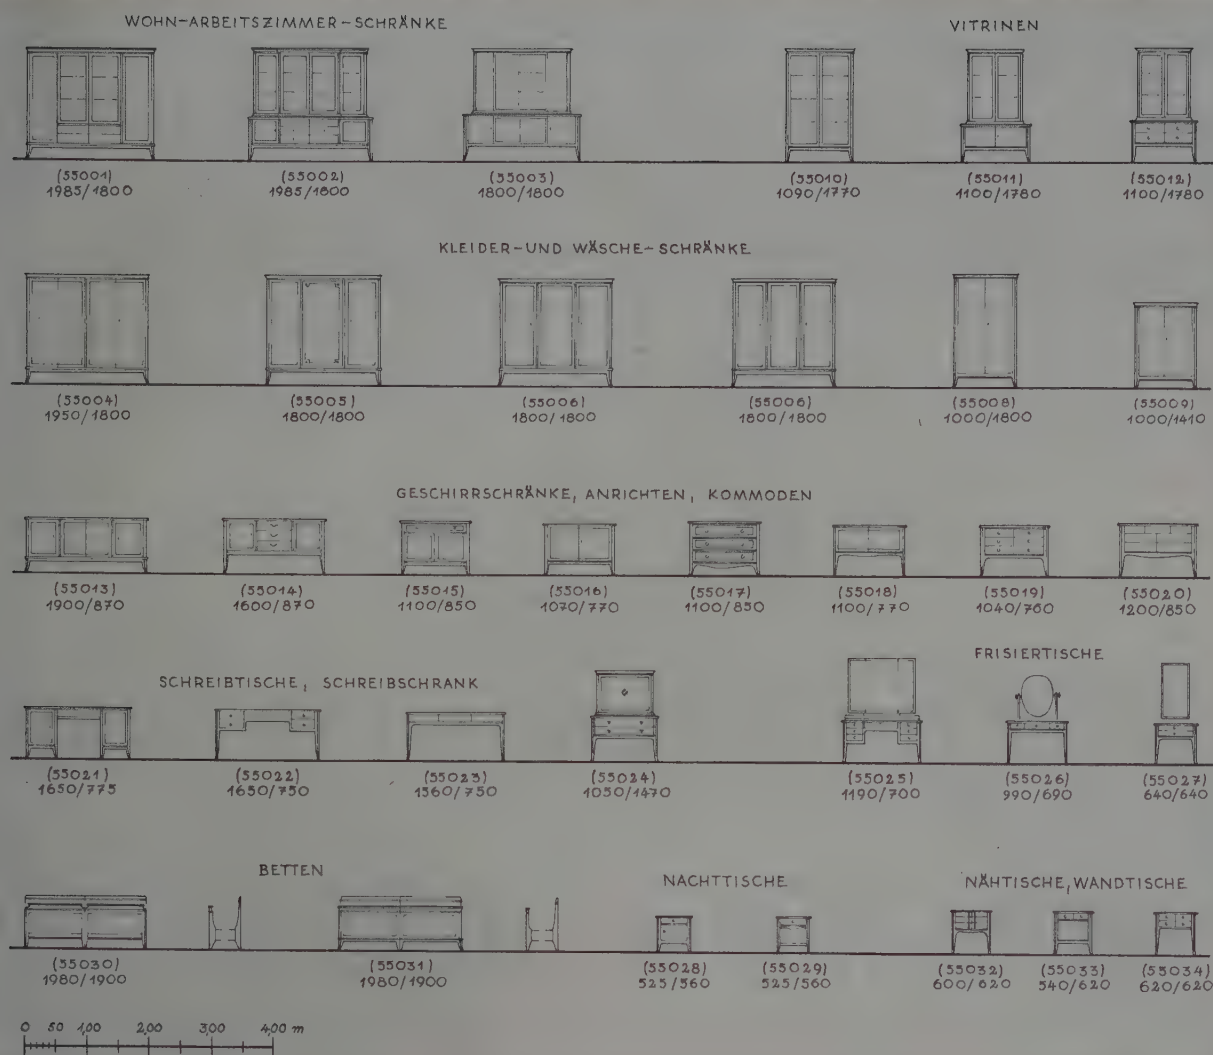 WOHN-ARBEITSZIMMER-SCHRÄNKE VITRINEN
(55001) (55002) (55003) (55010) (55011) (55012)
1985/1800 1985/1800 1800/1800 1090/1770 1100/1780 1100/1780
KLEIDER-UND WÄSCHE-SCHRÄNKE
(55004) (55005) (55006) (55006) (55008) (55009)
1950/1800 1800/1800 1800/1800 1800/1800 1000/1800 1000/1410
GESCHIRRSCHRÄNKE, ANRICHTEN, KOMMODEN
(55013) (55014) (55015) (55016) (55017) (55018) (55019) (55020)
1900/870 1600/870 1100/850 1070/770 1100/850 1100/770 1040/760 1200/850
FRISIERTISCHE
SCHREIBTISCHE, SCHREIBSCHRANK
(55021) (55022) (55023) (55024) (55025) (55026) (55027)
1650/775 1650/750 1560/750 1050/1470 1190/700 990/690 640/640
BETTEN NACHTTISCHE NÄHTISCHE, WANDTISCHE
(55030) (55031) (55028) (55029) (55032) (55033) (55034)
1980/1900 1980/1900 525/560 525/560 600/620 540/620 620/620
0 50 1,00 2,00 3,00 4,00 m